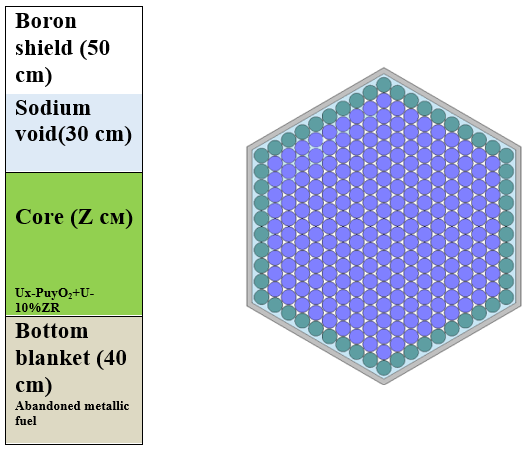 Boron
shield (50
cm)
Sodium
void(30 cm)
Core (Z см)
Ux-PuyO₂+U-
10%ZR
Bottom
blanket (40
cm)
Abandoned metallic
fuel